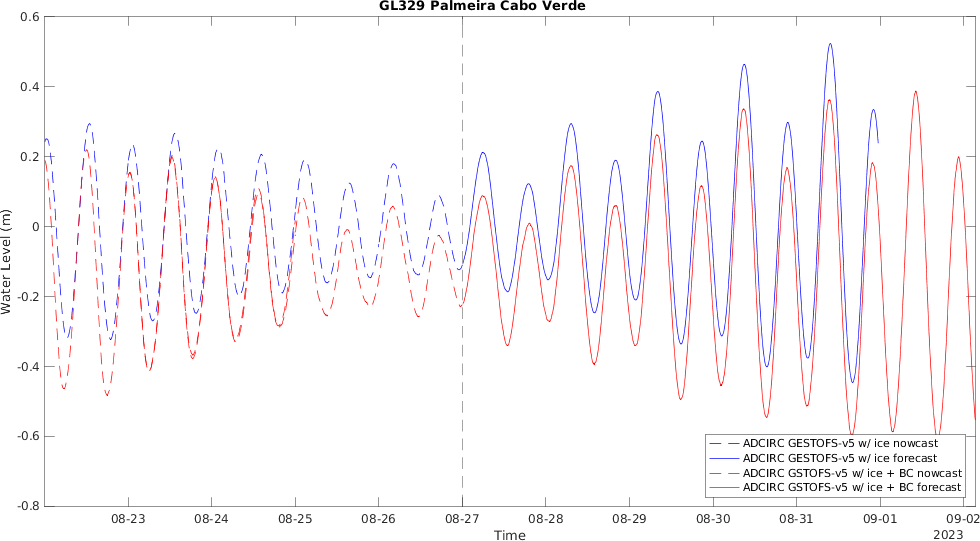 GL329 Palmeira Cabo Verde
0.6
0.4
0.2
0
-0.2
-0.4
-0.6
-0.8
Water Level (m)
08-23 08-24 08-25 08-26 08-27 08-28 08-29 08-30 08-31 09-01 09-02
Time
2023
ADCIRC GESTOFS-v5 w/ ice nowcast
ADCIRC GESTOFS-v5 w/ ice forecast
ADCIRC GSTOFS-v5 w/ ice + BC nowcast
ADCIRC GSTOFS-v5 w/ ice + BC forecast